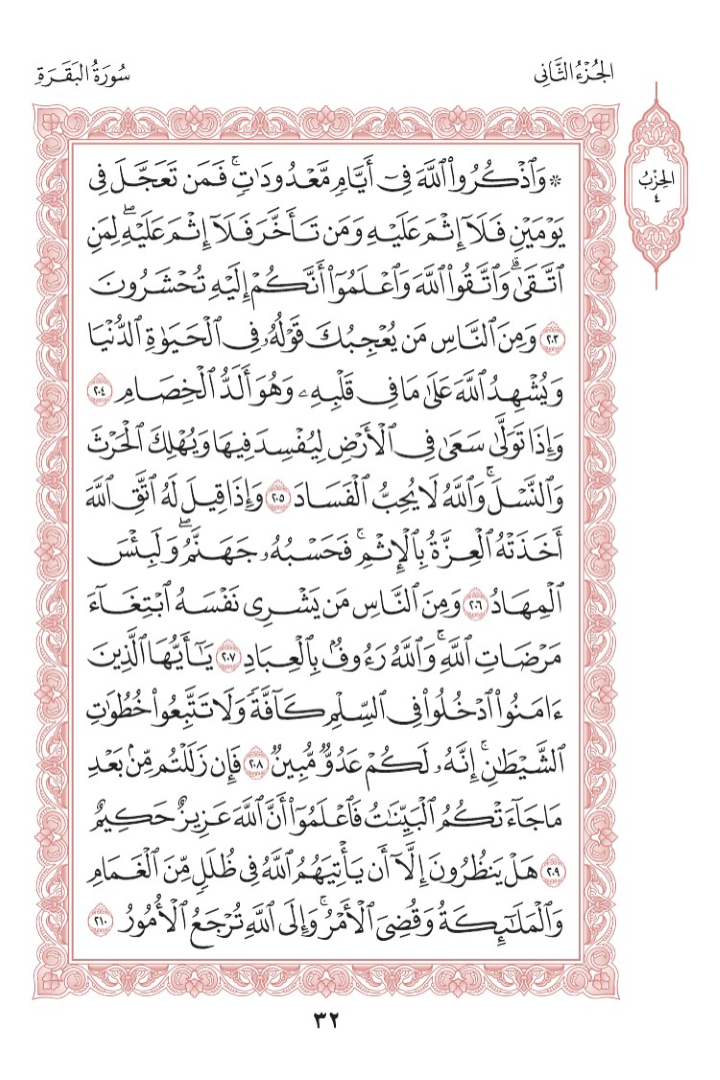 الجُزْءُ الثَّانِي
سُورَةُ البَقَرَةِ
الحِزْبُ
٤
۞ وَٱذۡكُرُواْ ٱللَّهَ فِيٓ أَيَّامٖ مَّعۡدُودَٰتٖۚ فَمَن تَعَجَّلَ فِي
يَوۡمَيۡنِ فَلَآ إِثۡمَ عَلَيۡهِ وَمَن تَأَخَّرَ فَلَآ إِثۡمَ عَلَيۡهِۖ لِمَنِ
ٱتَّقَىٰۗ وَٱتَّقُواْ ٱللَّهَ وَٱعۡلَمُوٓاْ أَنَّكُمۡ إِلَيۡهِ تُحۡشَرُونَ
٢٠٣ وَمِنَ ٱلنَّاسِ مَن يُعۡجِبُكَ قَوۡلُهُۥ فِي ٱلۡحَيَوٰةِ ٱلدُّنۡيَا
وَيُشۡهِدُ ٱللَّهَ عَلَىٰ مَا فِي قَلۡبِهِۦ وَهُوَ أَلَدُّ ٱلۡخِصَامِ ٢٠٤
وَإِذَا تَوَلَّىٰ سَعَىٰ فِي ٱلۡأَرۡضِ لِيُفۡسِدَ فِيهَا وَيُهۡلِكَ ٱلۡحَرۡثَ
وَٱلنَّسۡلَۚ وَٱللَّهُ لَا يُحِبُّ ٱلۡفَسَادَ ٢٠٥ وَإِذَا قِيلَ لَهُ ٱتَّقِ ٱللَّهَ
أَخَذَتۡهُ ٱلۡعِزَّةُ بِٱلۡإِثۡمِۚ فَحَسۡبُهُۥ جَهَنَّمُۖ وَلَبِئۡسَ
ٱلۡمِهَادُ ٢٠٦ وَمِنَ ٱلنَّاسِ مَن يَشۡرِي نَفۡسَهُ ٱبۡتِغَآءَ
مَرۡضَاتِ ٱللَّهِۚ وَٱللَّهُ رَءُوفُۢ بِٱلۡعِبَادِ ٢٠٧ يَٰٓأَيُّهَا ٱلَّذِينَ
ءَامَنُواْ ٱدۡخُلُواْ فِي ٱلسِّلۡمِ كَآفَّةٗ وَلَا تَتَّبِعُواْ خُطُوَٰتِ
ٱلشَّيۡطَٰنِۚ إِنَّهُۥ لَكُمۡ عَدُوّٞ مُّبِينٞ ٢٠٨ فَإِن زَلَلۡتُم مِّنۢ بَعۡدِ
مَا جَآءَتۡكُمُ ٱلۡبَيِّنَٰتُ فَٱعۡلَمُوٓاْ أَنَّ ٱللَّهَ عَزِيزٌ حَكِيمٌ
٢٠٩ هَلۡ يَنظُرُونَ إِلَّآ أَن يَأۡتِيَهُمُ ٱللَّهُ فِي ظُلَلٖ مِّنَ ٱلۡغَمَامِ
وَٱلۡمَلَٰٓئِكَةُ وَقُضِيَ ٱلۡأَمۡرُۚ وَإِلَى ٱللَّهِ تُرۡجَعُ ٱلۡأُمُورُ ٢١٠
٣٢